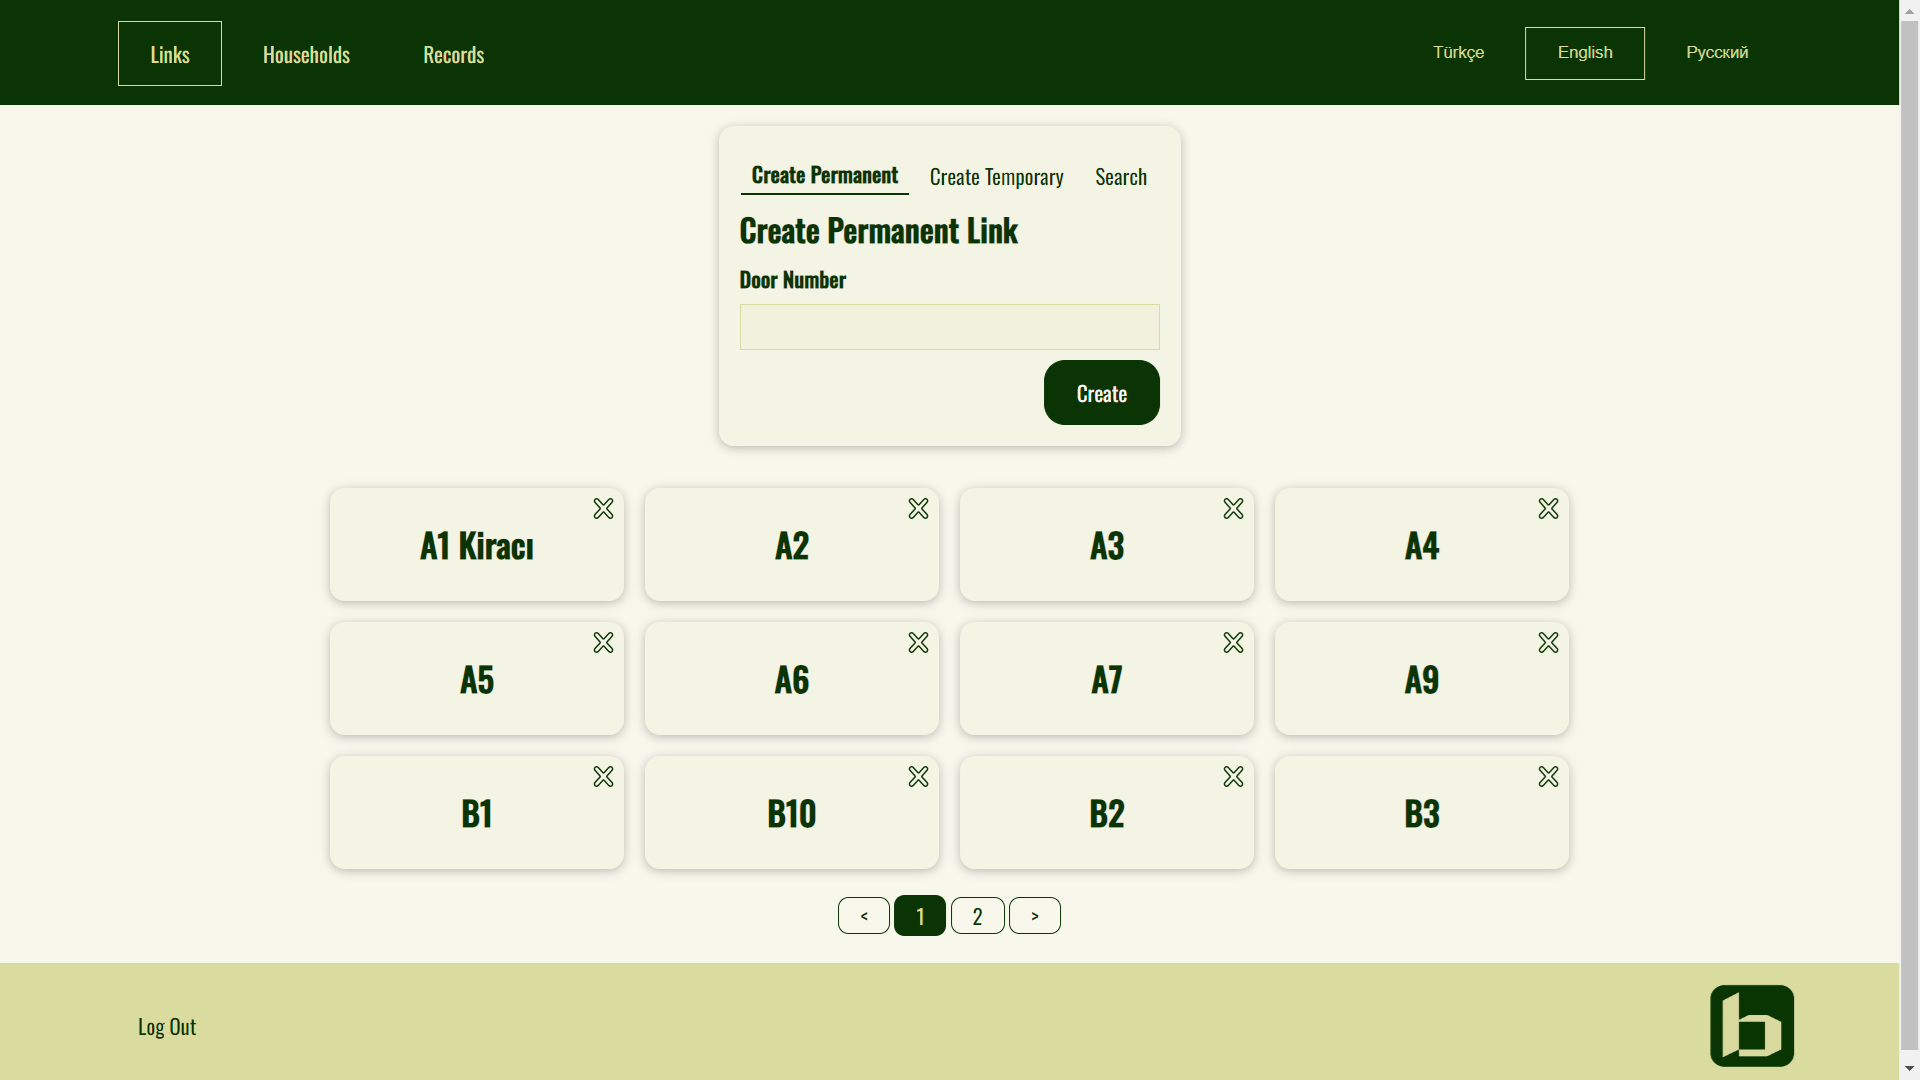 Links Households Records Türkçe English Русский
Create Permanent Create Temporary Search
Create Permanent Link
Door Number
Create
A1 Kiracı A2 A3 A4
A5 A6 A7 A9
B1 B10 B2 B3
< 1 2 >
Log Out
b